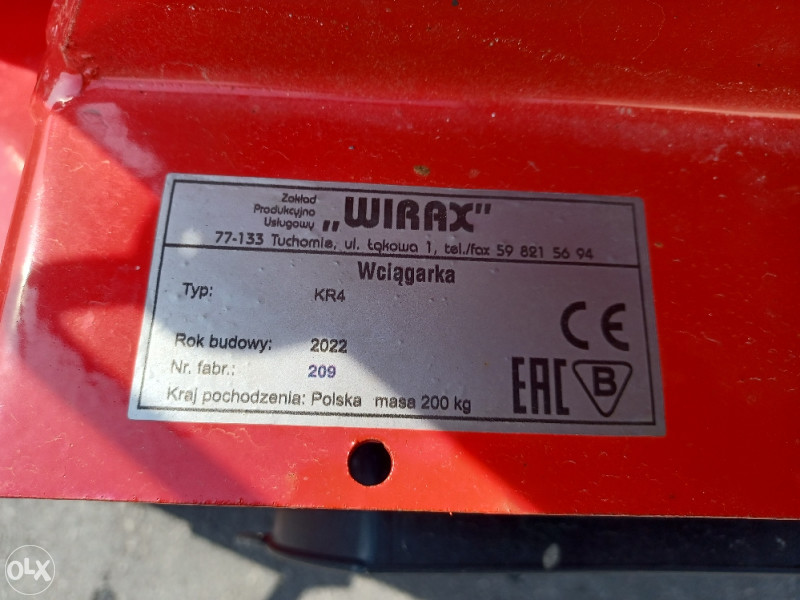 Zakład
Produkcyjno
Usługowy „WIRAX"
77-133 Tuchomie, ul. Łąkowa 1, tel./fax 59 821 56 94
Wciągarka
Typ: KR4
Rok budowy: 2022
Nr. fabr.: 209
Kraj pochodzenia: Polska masa 200 kg
CE
EAC B
OLX